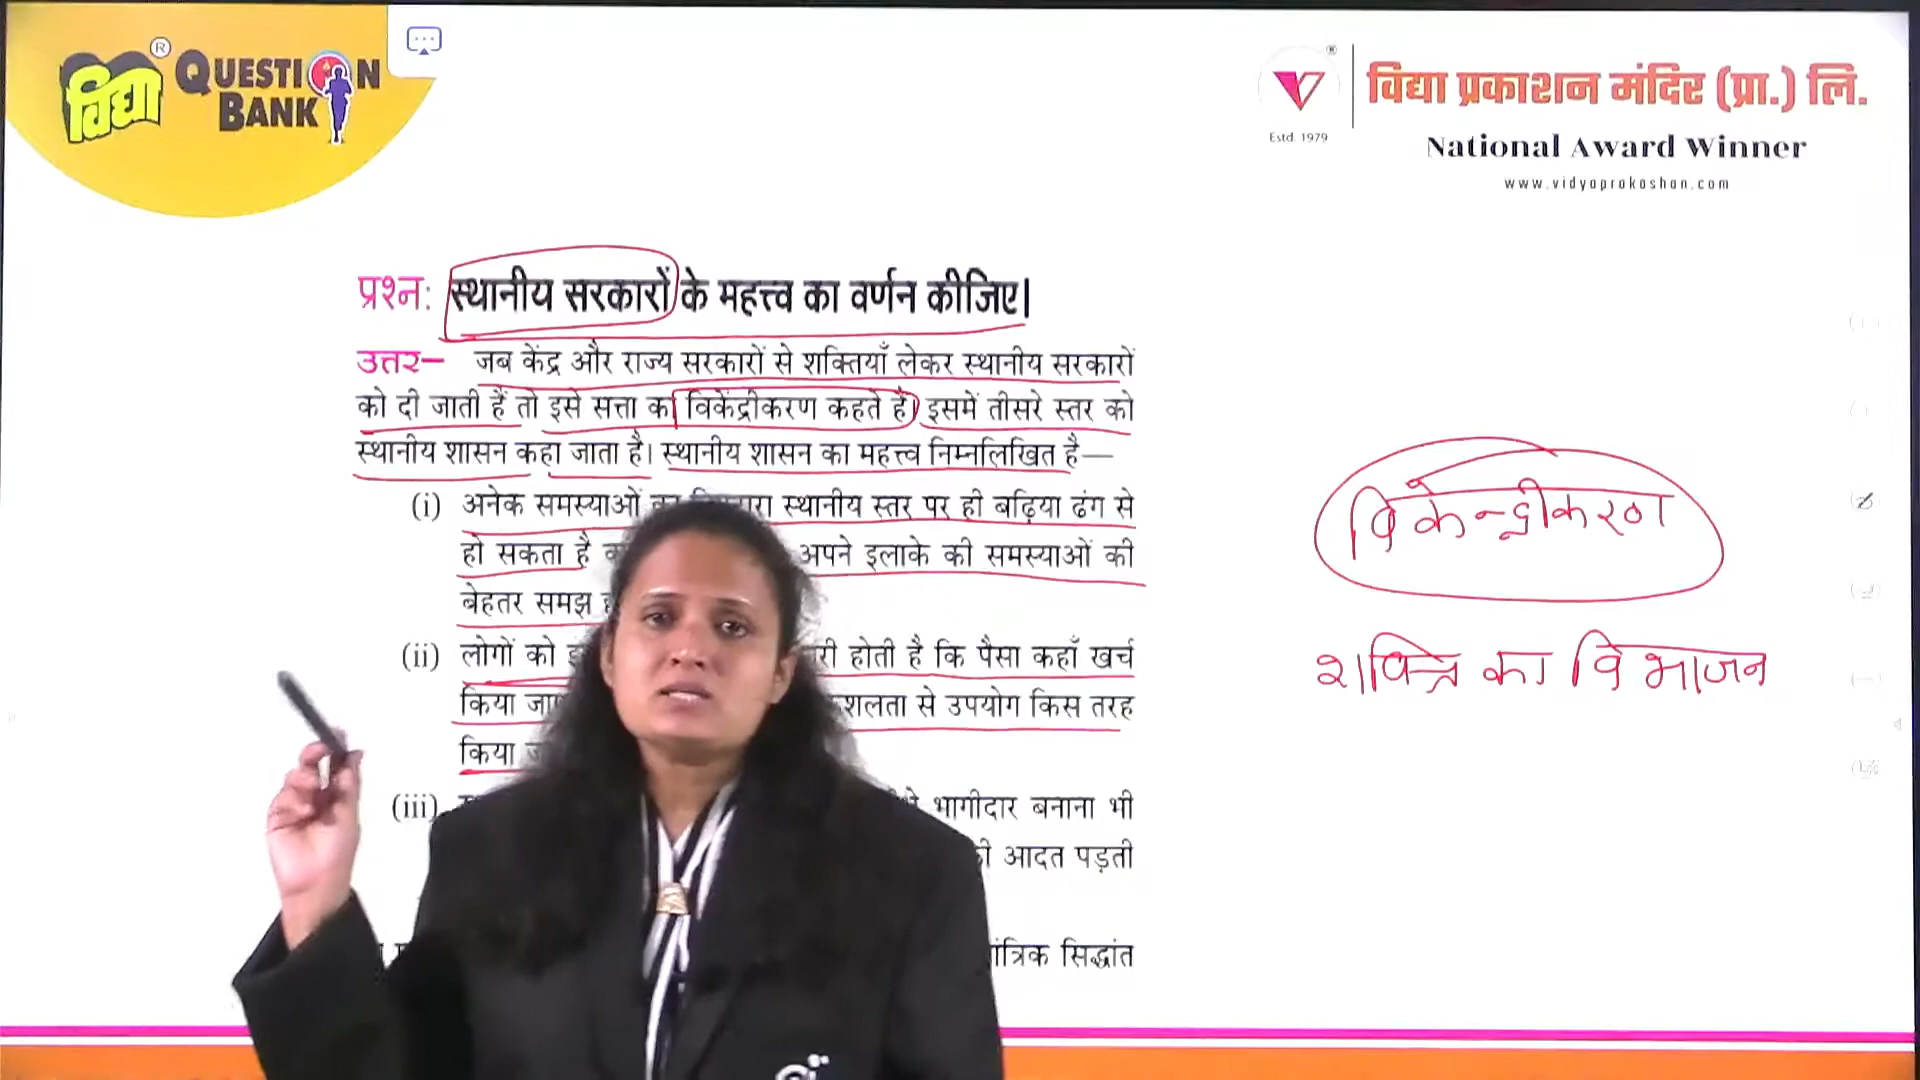 विद्या ®
QUESTION
BANK
®
Estd. 1979
विद्या प्रकाशन मंदिर (प्रा.) लि.
National Award Winner
www.vidyaprakashan.com
प्रश्न: स्थानीय सरकारों के महत्त्व का वर्णन कीजिए।
उत्तर– जब केंद्र और राज्य सरकारों से शक्तियाँ लेकर स्थानीय सरकारों
को दी जाती हैं तो इसे सत्ता का विकेंद्रीकरण कहते हैं। इसमें तीसरे स्तर को
स्थानीय शासन कहा जाता है। स्थानीय शासन का महत्त्व निम्नलिखित है—
(i) अनेक समस्याओं का स्थानीय स्तर पर ही बढ़िया ढंग से
हो सकता है अपने इलाके की समस्याओं की
बेहतर समझ
(ii) लोगों को होती है कि पैसा कहाँ खर्च
किया से उपयोग किस तरह
किया
(iii) भागीदार बनाना भी
आदत पड़ती
सिद्धांत
विकेन्द्रीकरण
शक्ति का विभाजन